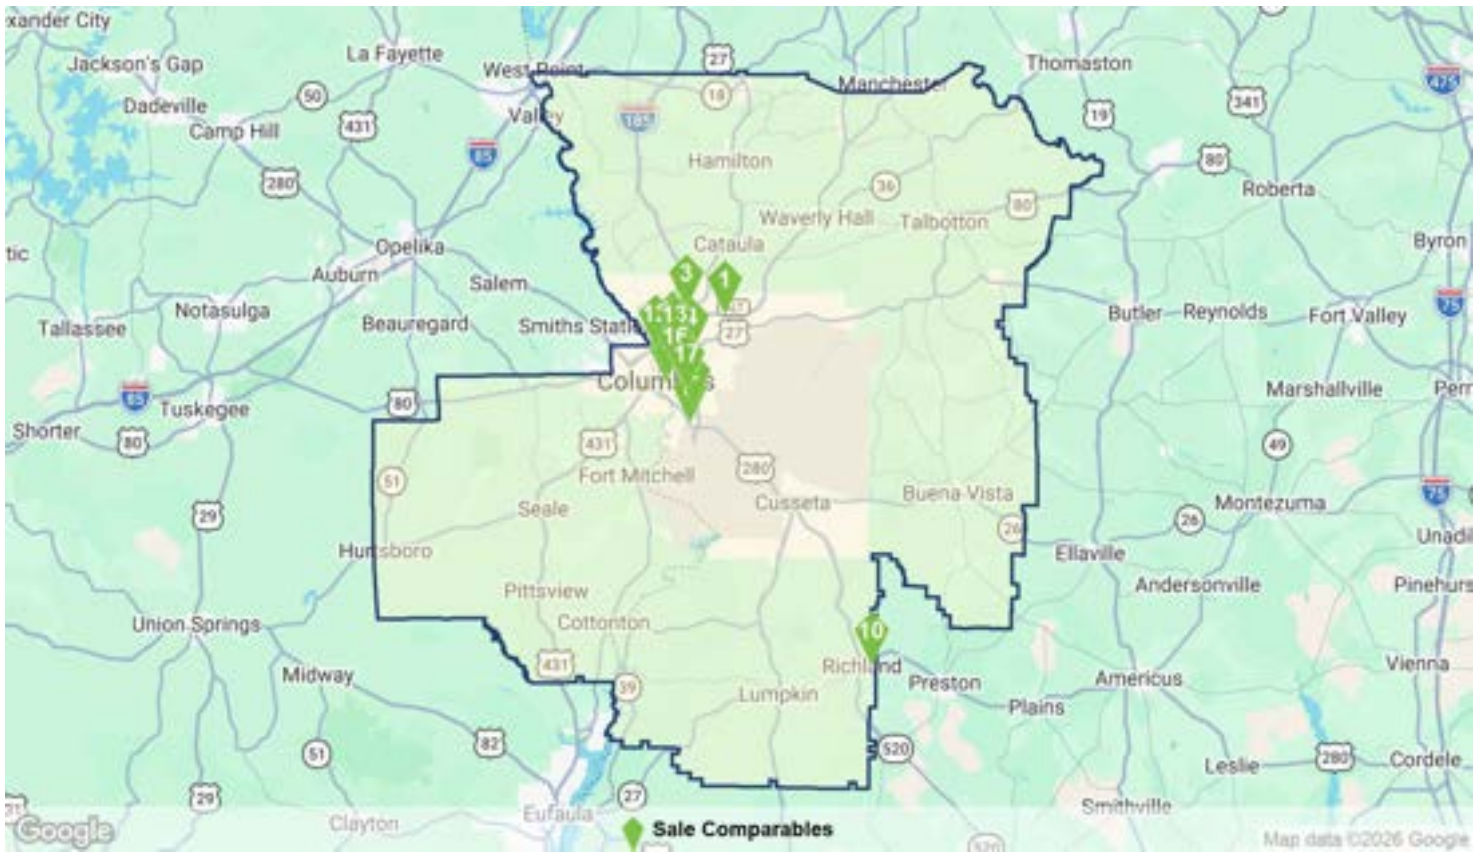 Jackson's Gap
La Fayette
27
Thomaston
475
West Point
Manchester
Dadeville
50
18
341
Camp Hill
431
Valley
185
19
85
Hamilton
80
280
36
Roberta
Waverly Hall
Talbotton
80
Opelika
Cataula
Byron
Auburn
Salem
3
1
Notasulga
Butler
Reynolds
Fort Valley
75
Tallassee
Beauregard
13
27
16
17
85
80
Marshallville
Tuskegee
Shorter
80
431
49
51
Fort Mitchell
280
Cusseta
Buena Vista
75
Montezuma
29
Seale
26
26
Huntsboro
Ellaville
Andersonville
Pittsview
Union Springs
Cottonton
10
431
Richland
Vienna
Midway
39
Lumpkin
Preston
Americus
Plains
82
51
520
280
Leslie
Cordele
29
27
Smithville
Eufaula
Clayton
Google
Sale Comparables
520
Map data ©2026 Google